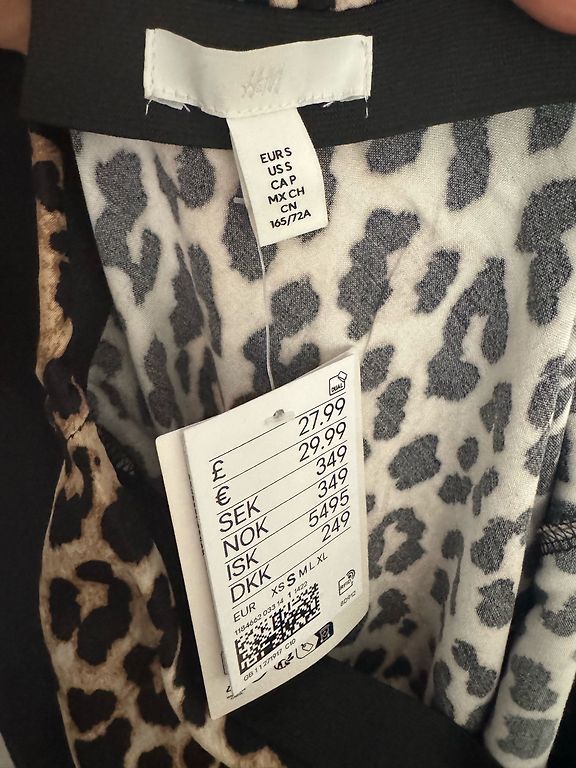 H&M
EUR S
US S
CA P
MX CH
CN
165/72A
DUAL
£ 27.99
€ 29.99
SEK 349
NOK 349
ISK 5495
DKK 249
EUR XS S M L XL